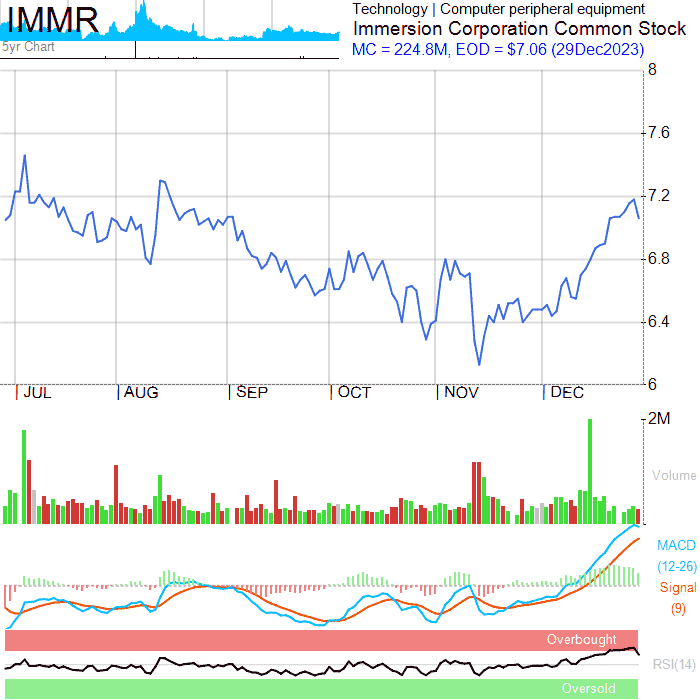 IMMR
5yr Chart
Technology | Computer peripheral equipment
Immersion Corporation Common Stock
MC = 224.8M, EOD = $7.06 (29Dec2023)
8
7.6
7.2
6.8
6.4
6
JUL
AUG
SEP
OCT
NOV
DEC
2M
Volume
MACD
(12-26)
Signal
(9)
Overbought
RSI(14)
Oversold